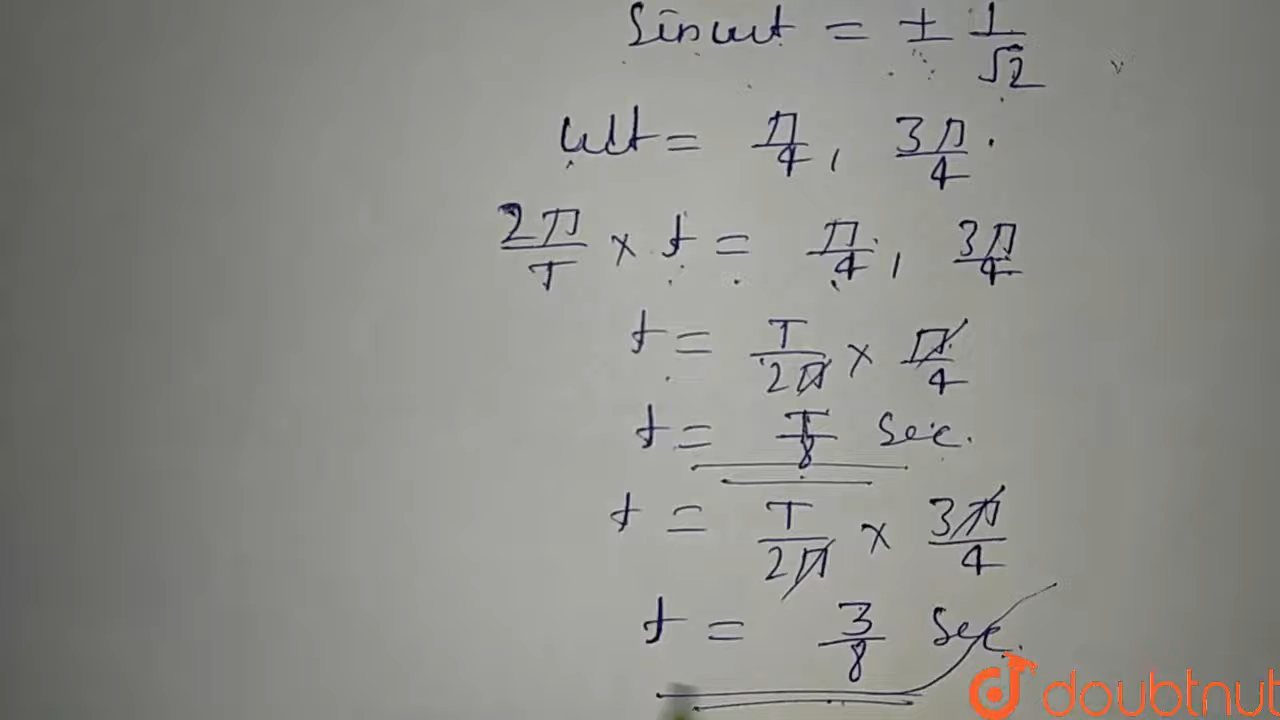 Sin ωt = ± 1/√2
ωt = π/4, 3π/4.
2π/T × t = π/4, 3π/4
t = T/2π × π/4
t = T/8 Sec.
t = T/2π × 3π/4
t = 3/8 Sec.
doubtnut